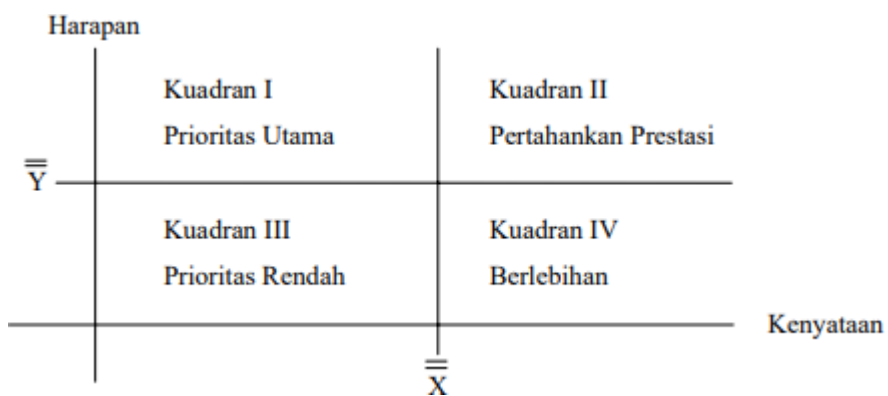 Harapan
Kuadran I
Prioritas Utama
Kuadran II
Pertahankan Prestasi
Y
Kuadran III
Prioritas Rendah
Kuadran IV
Berlebihan
Kenyataan
X